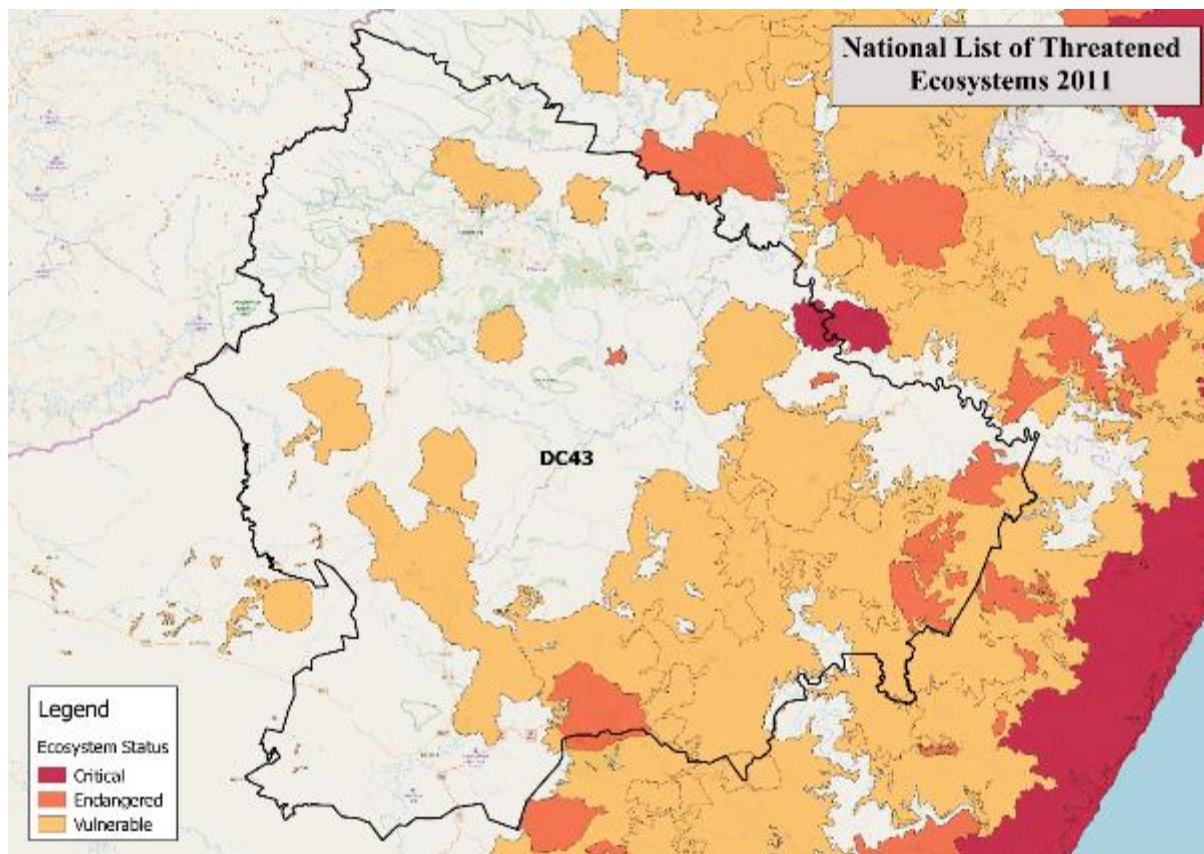 National List of Threatened
Ecosystems 2011
DC43
Legend
Ecosystem Status
Critical
Endangered
Vulnerable